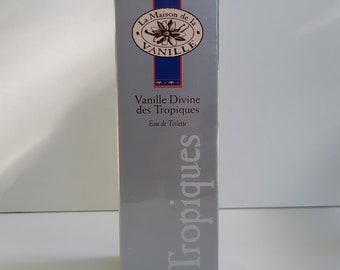 La Maison de la
VANILLE
Vanille Divine
des Tropiques
Eau de Toilette
Tropiques